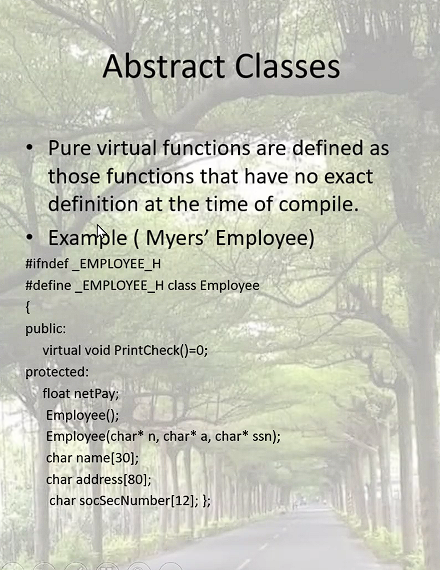 Abstract Classes
• Pure virtual functions are defined as
those functions that have no exact
definition at the time of compile.
• Example ( Myers’ Employee)
#ifndef _EMPLOYEE_H
#define _EMPLOYEE_H class Employee
{
public:
virtual void PrintCheck()=0;
protected:
float netPay;
Employee();
Employee(char* n, char* a, char* ssn);
char name[30];
char address[80];
char socSecNumber[12]; };